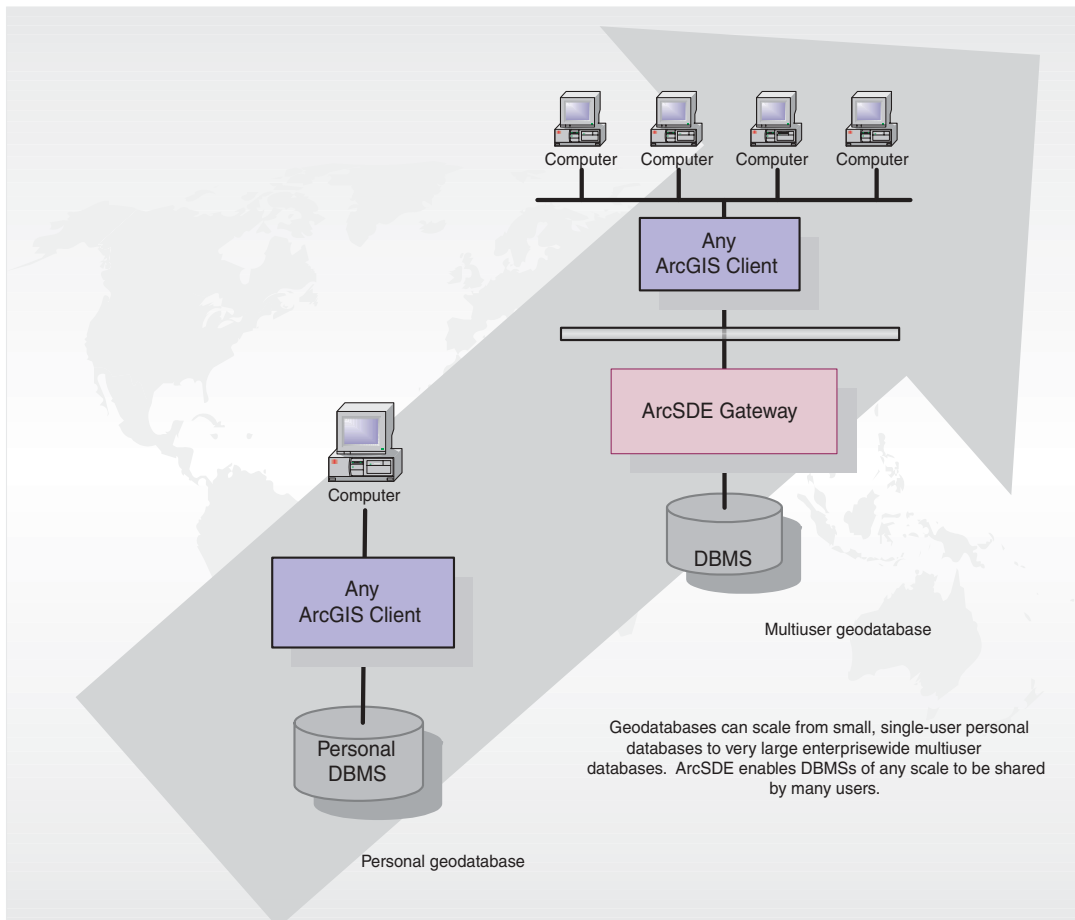 Computer
Computer
Computer
Computer
Any
ArcGIS Client
ArcSDE Gateway
DBMS
Multiuser geodatabase
Computer
Any
ArcGIS Client
Personal
DBMS
Personal geodatabase
Geodatabases can scale from small, single-user personal
databases to very large enterprisewide multiuser
databases. ArcSDE enables DBMSs of any scale to be shared
by many users.